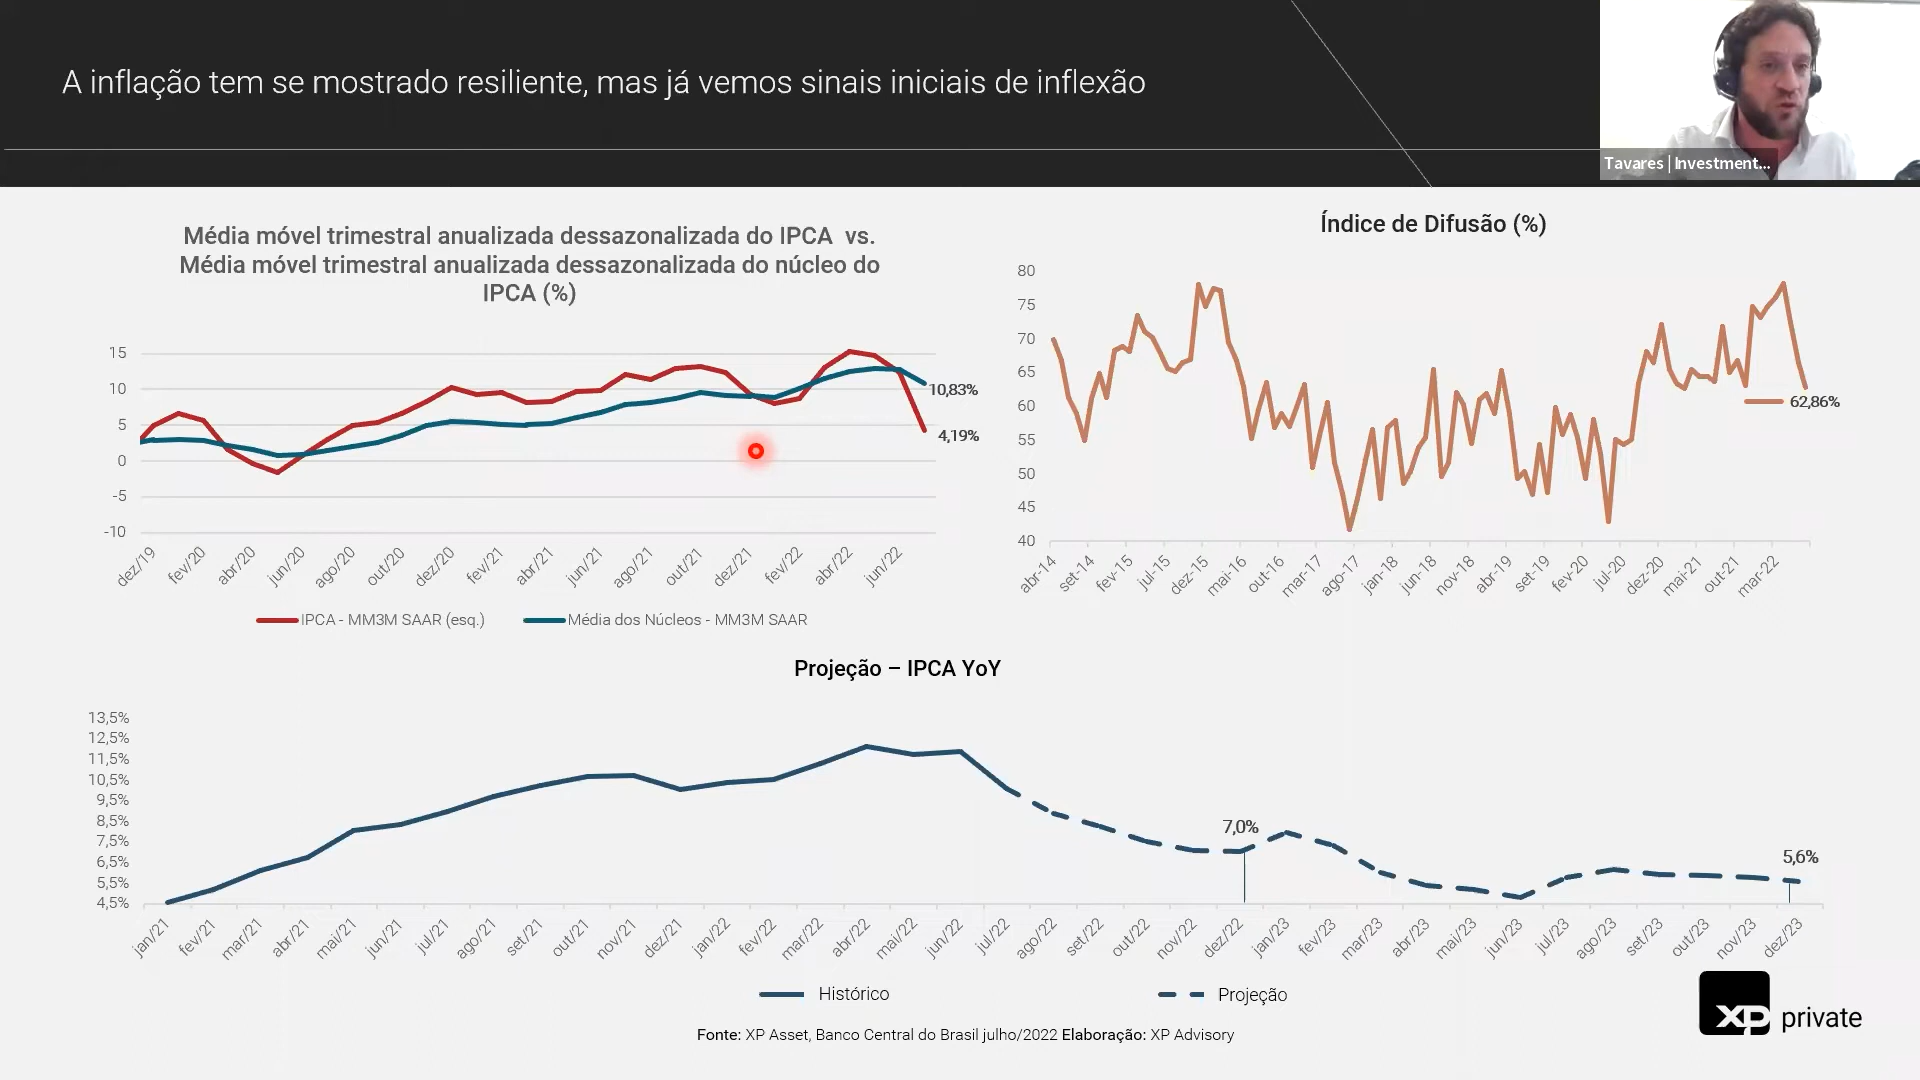 A inflação tem se mostrado resiliente, mas já vemos sinais iniciais de inflexão
Tavares | Investment...
Média móvel trimestral anualizada dessazonalizada do IPCA vs.
Média móvel trimestral anualizada dessazonalizada do núcleo do
IPCA (%)
15
10
5
0
-5
-10
10,83%
4,19%
dez/19 fev/20 abr/20 jun/20 ago/20 out/20 dez/20 fev/21 abr/21 jun/21 ago/21 out/21 dez/21 fev/22 abr/22 jun/22
IPCA - MM3M SAAR (esq.) Média dos Núcleos - MM3M SAAR
Índice de Difusão (%)
80
75
70
65
60
55
50
45
40
62,86%
abr-14 set-14 fev-15 jul-15 dez-15 mai-16 out-16 mar-17 ago-17 jan-18 jun-18 nov-18 abr-19 set-19 fev-20 jul-20 dez-20 mai-21 out-21 mar-22
Projeção – IPCA YoY
13,5%
12,5%
11,5%
10,5%
9,5%
8,5%
7,5%
6,5%
5,5%
4,5%
7,0%
5,6%
jan/21 fev/21 mar/21 abr/21 mai/21 jun/21 jul/21 ago/21 set/21 out/21 nov/21 dez/21 jan/22 fev/22 mar/22 abr/22 mai/22 jun/22 jul/22 ago/22 set/22 out/22 nov/22 dez/22 jan/23 fev/23 mar/23 abr/23 mai/23 jun/23 jul/23 ago/23 set/23 out/23 nov/23 dez/23
Histórico Projeção
Fonte: XP Asset, Banco Central do Brasil julho/2022 Elaboração: XP Advisory
xp private